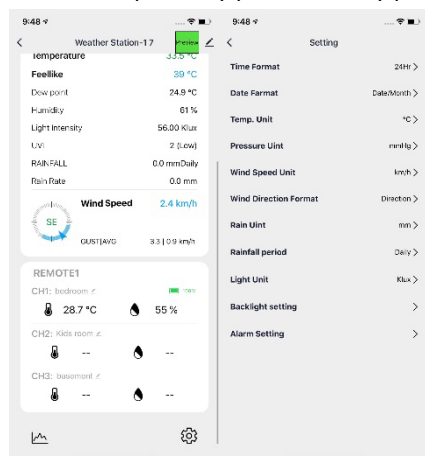 9:48
Weather Station-17
Preview
Temperature 33.5 °C
Feellike 39 °C
Dew point 24.9 °C
Humidity 61 %
Light Intensity 56.00 Klux
UVI 2 (Low)
RAINFALL 0.0 mmDaily
Rain Rate 0.0 mm
Wind Speed 2.4 km/h
SE
GUST|AVG 3.3 | 0.9 km/h
REMOTE1
CH1: bedroom 100%
28.7 °C 55 %
CH2: Kids room
-- --
CH3: basement
-- --
9:48
Setting
Time Format 24Hr
Date Farmat Date/Month
Temp. Unit °C
Pressure Uint mmHg
Wind Speed Unit km/h
Wind Direction Format Direction
Rain Uint mm
Rainfall period Daily
Light Unit Klux
Backlight setting
Alarm Setting